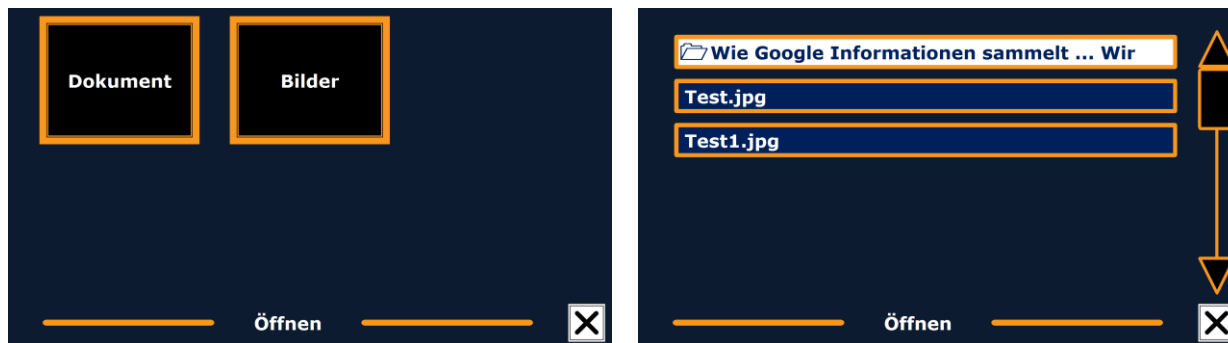 Dokument
Bilder
Öffnen
Wie Google Informationen sammelt ... Wir
Test.jpg
Test1.jpg
Öffnen